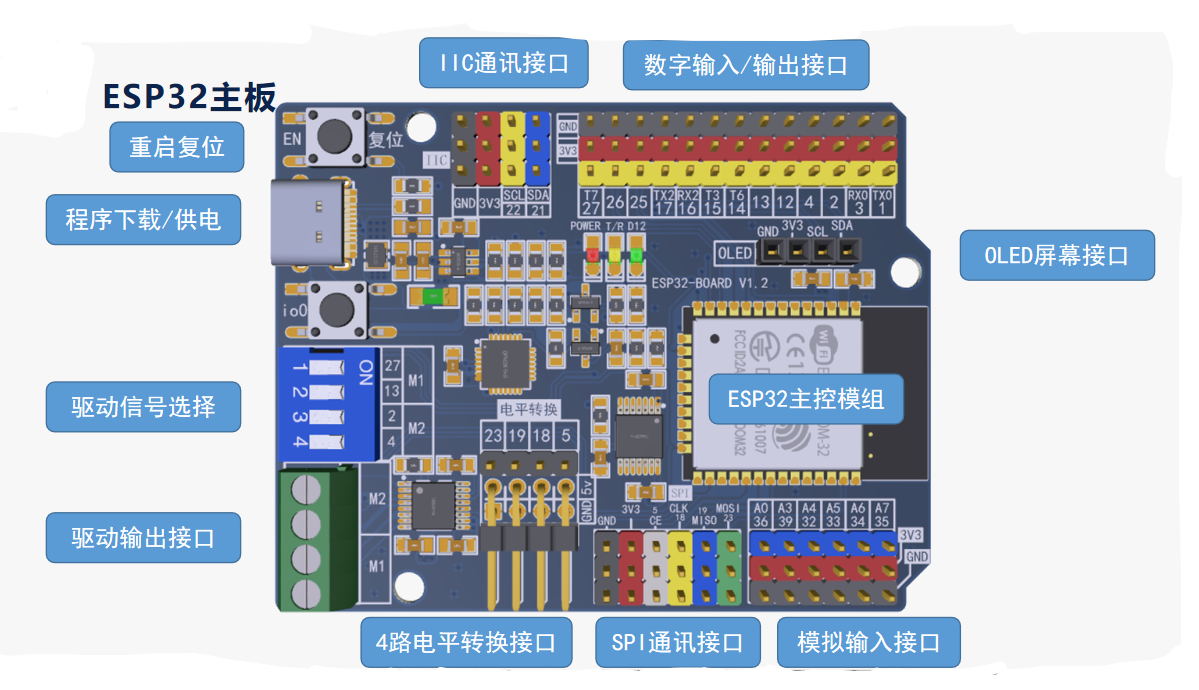 IIC通讯接口
数字输入/输出接口
ESP32主板
重启复位
EN
复位
IIC
GND
3V3
GND 3V3 SCL SDA
22 21
T7 26 25 TX2 RX2 T3 T6 13 12 4 2 RX0 TX0
27 17 16 15 14 3 1
程序下载/供电
POWER T/R D12
OLED
GND 3V3 SCL SDA
OLED屏幕接口
ESP32-BOARD V1.2
io0
ON
1
2
3
4
27
13
M1
2
4
M2
驱动信号选择
WiFi
CE
ESP32主控模组
电平转换
23 19 18 5
5v
GND
M2
M1
驱动输出接口
SPI
GND 3V3 5 CLK 19 MOSI
CE 18 MISO 23
A0 A3 A4 A5 A6 A7
36 39 32 33 34 35
3V3
GND
4路电平转换接口
SPI通讯接口
模拟输入接口